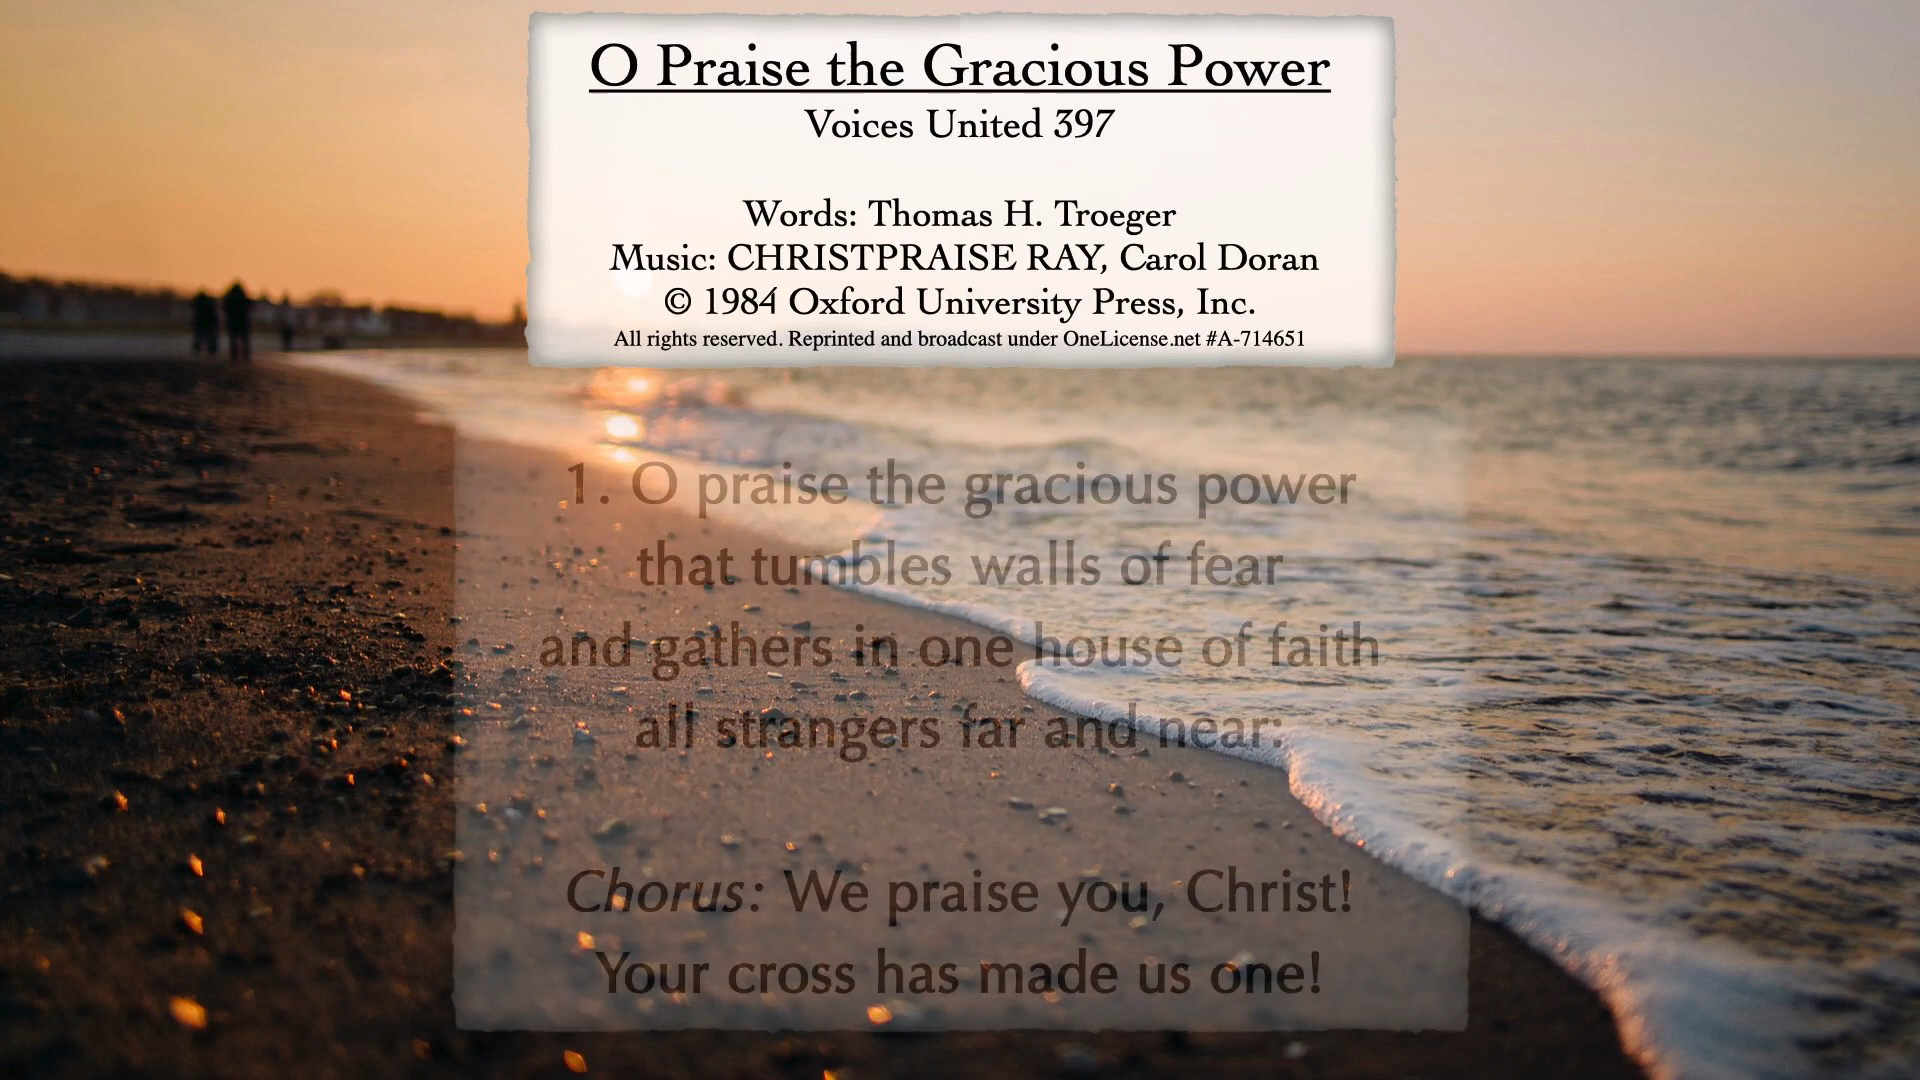 O Praise the Gracious Power
Voices United 397
Words: Thomas H. Troeger
Music: CHRISTPRAISE RAY, Carol Doran
© 1984 Oxford University Press, Inc.
All rights reserved. Reprinted and broadcast under OneLicense.net #A-714651
1. O praise the gracious power
that tumbles walls of fear
and gathers in one house of faith
all strangers far and near:
Chorus: We praise you, Christ!
Your cross has made us one!